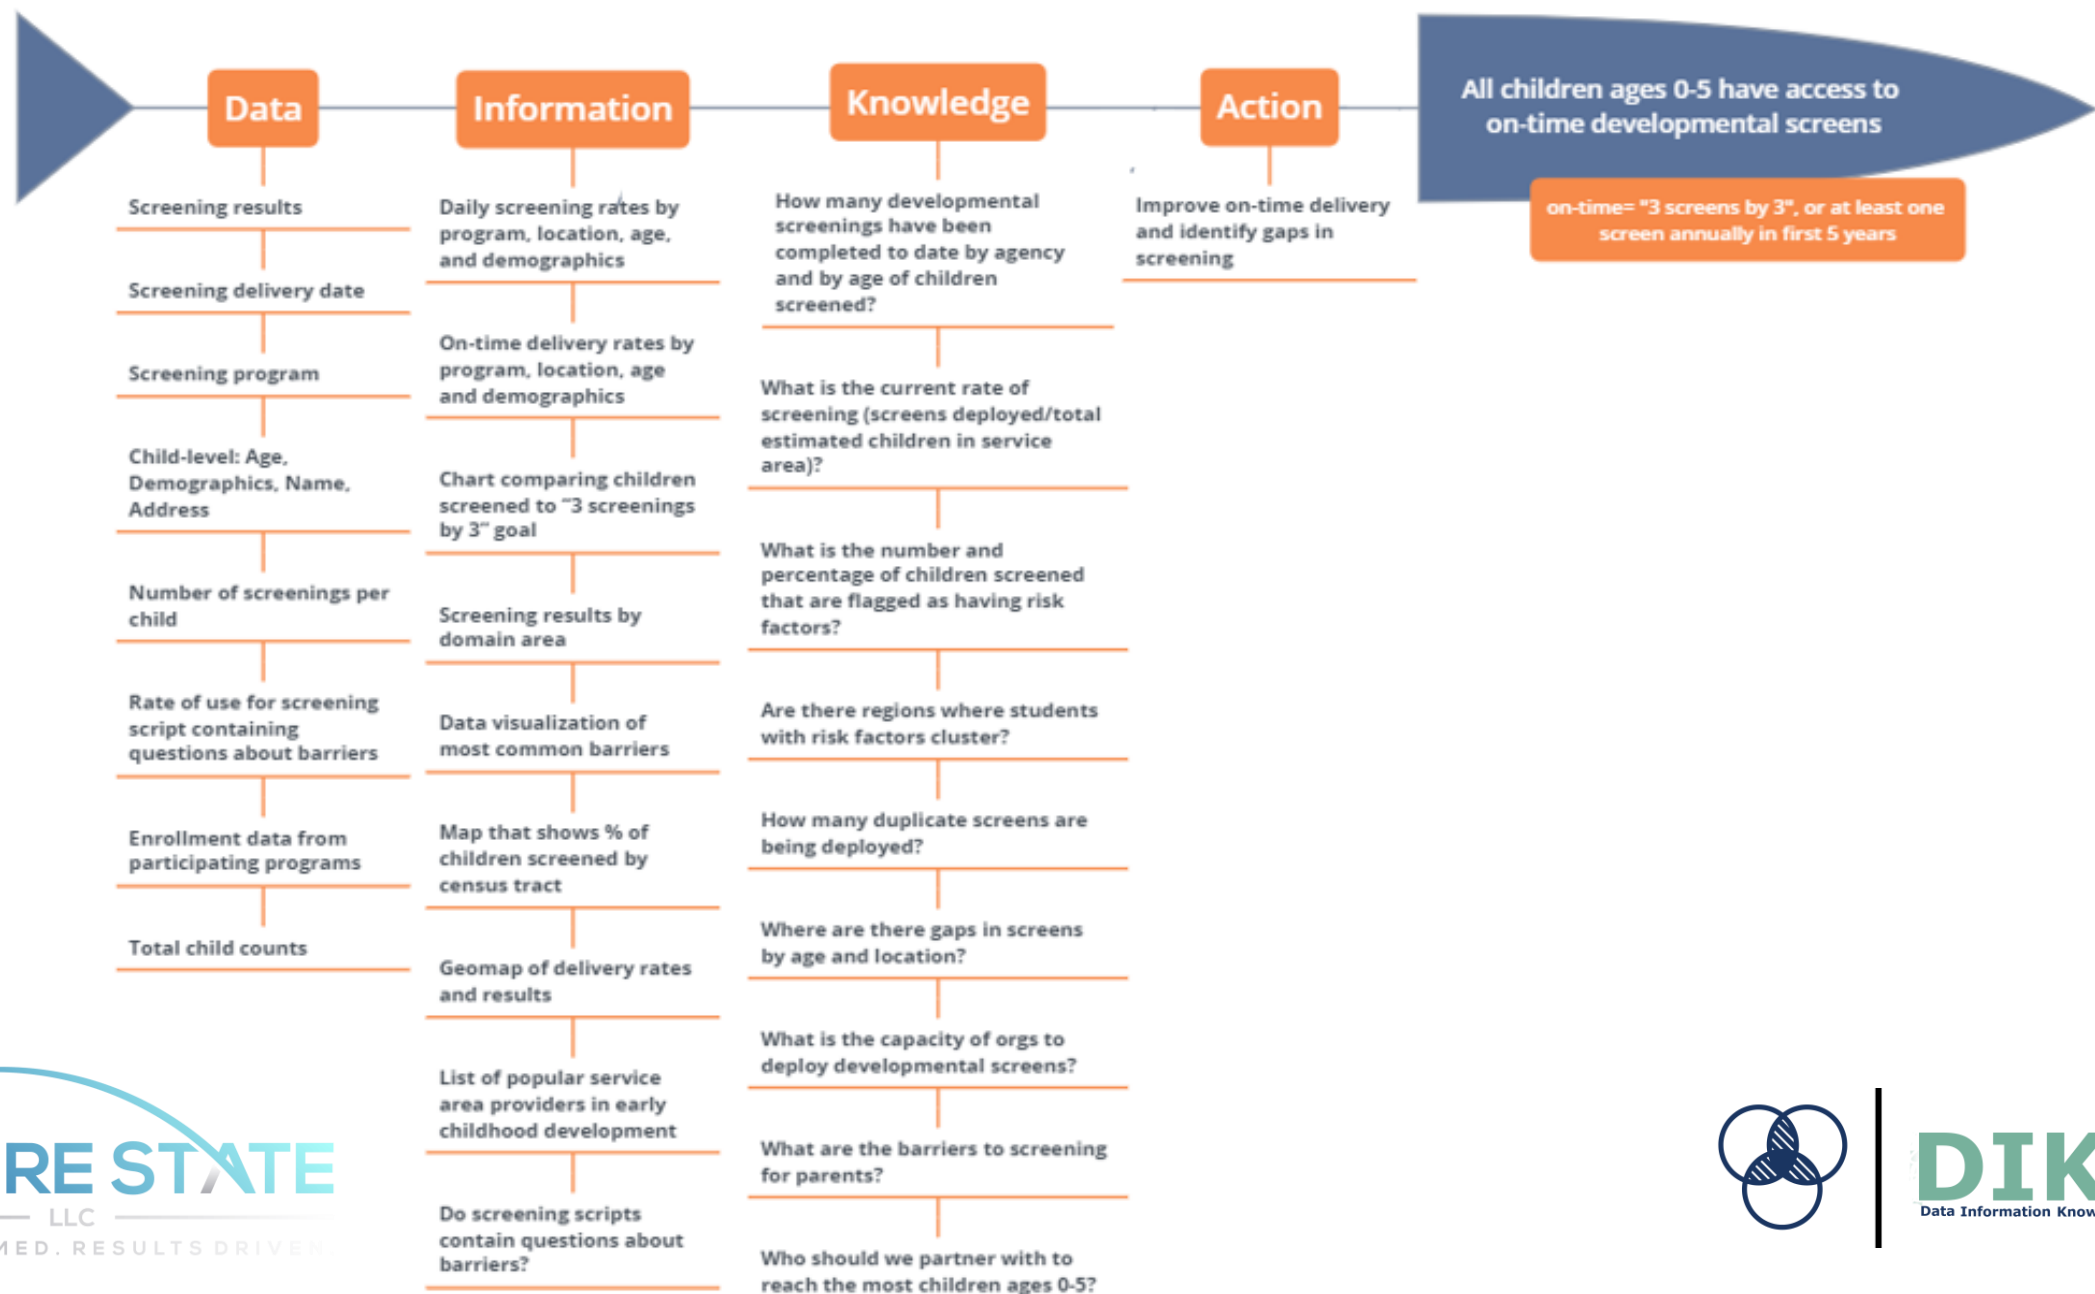 Data
Screening results
Screening delivery date
Screening program
Child-level: Age,
Demographics, Name,
Address
Number of screenings per
child
Rate of use for screening
script containing
questions about barriers
Enrollment data from
participating programs
Total child counts
Information
Daily screening rates by
program, location, age,
and demographics
On-time delivery rates by
program, location, age
and demographics
Chart comparing children
screened to “3 screenings
by 3” goal
Screening results by
domain area
Data visualization of
most common barriers
Map that shows % of
children screened by
census tract
Geomap of delivery rates
and results
List of popular service
area providers in early
childhood development
Do screening scripts
contain questions about
barriers?
Knowledge
How many developmental
screenings have been
completed to date by agency
and by age of children
screened?
What is the current rate of
screening (screens deployed/total
estimated children in service
area)?
What is the number and
percentage of children screened
that are flagged as having risk
factors?
Are there regions where students
with risk factors cluster?
How many duplicate screens are
being deployed?
Where are there gaps in screens
by age and location?
What is the capacity of orgs to
deploy developmental screens?
What are the barriers to screening
for parents?
Who should we partner with to
reach the most children ages 0-5?
Action
Improve on-time delivery
and identify gaps in
screening
All children ages 0-5 have access to
on-time developmental screens
on-time= "3 screens by 3", or at least one
screen annually in first 5 years
RE STATE
LLC
MED. RESULTS DRIVEN.
DIK
Data Information Know